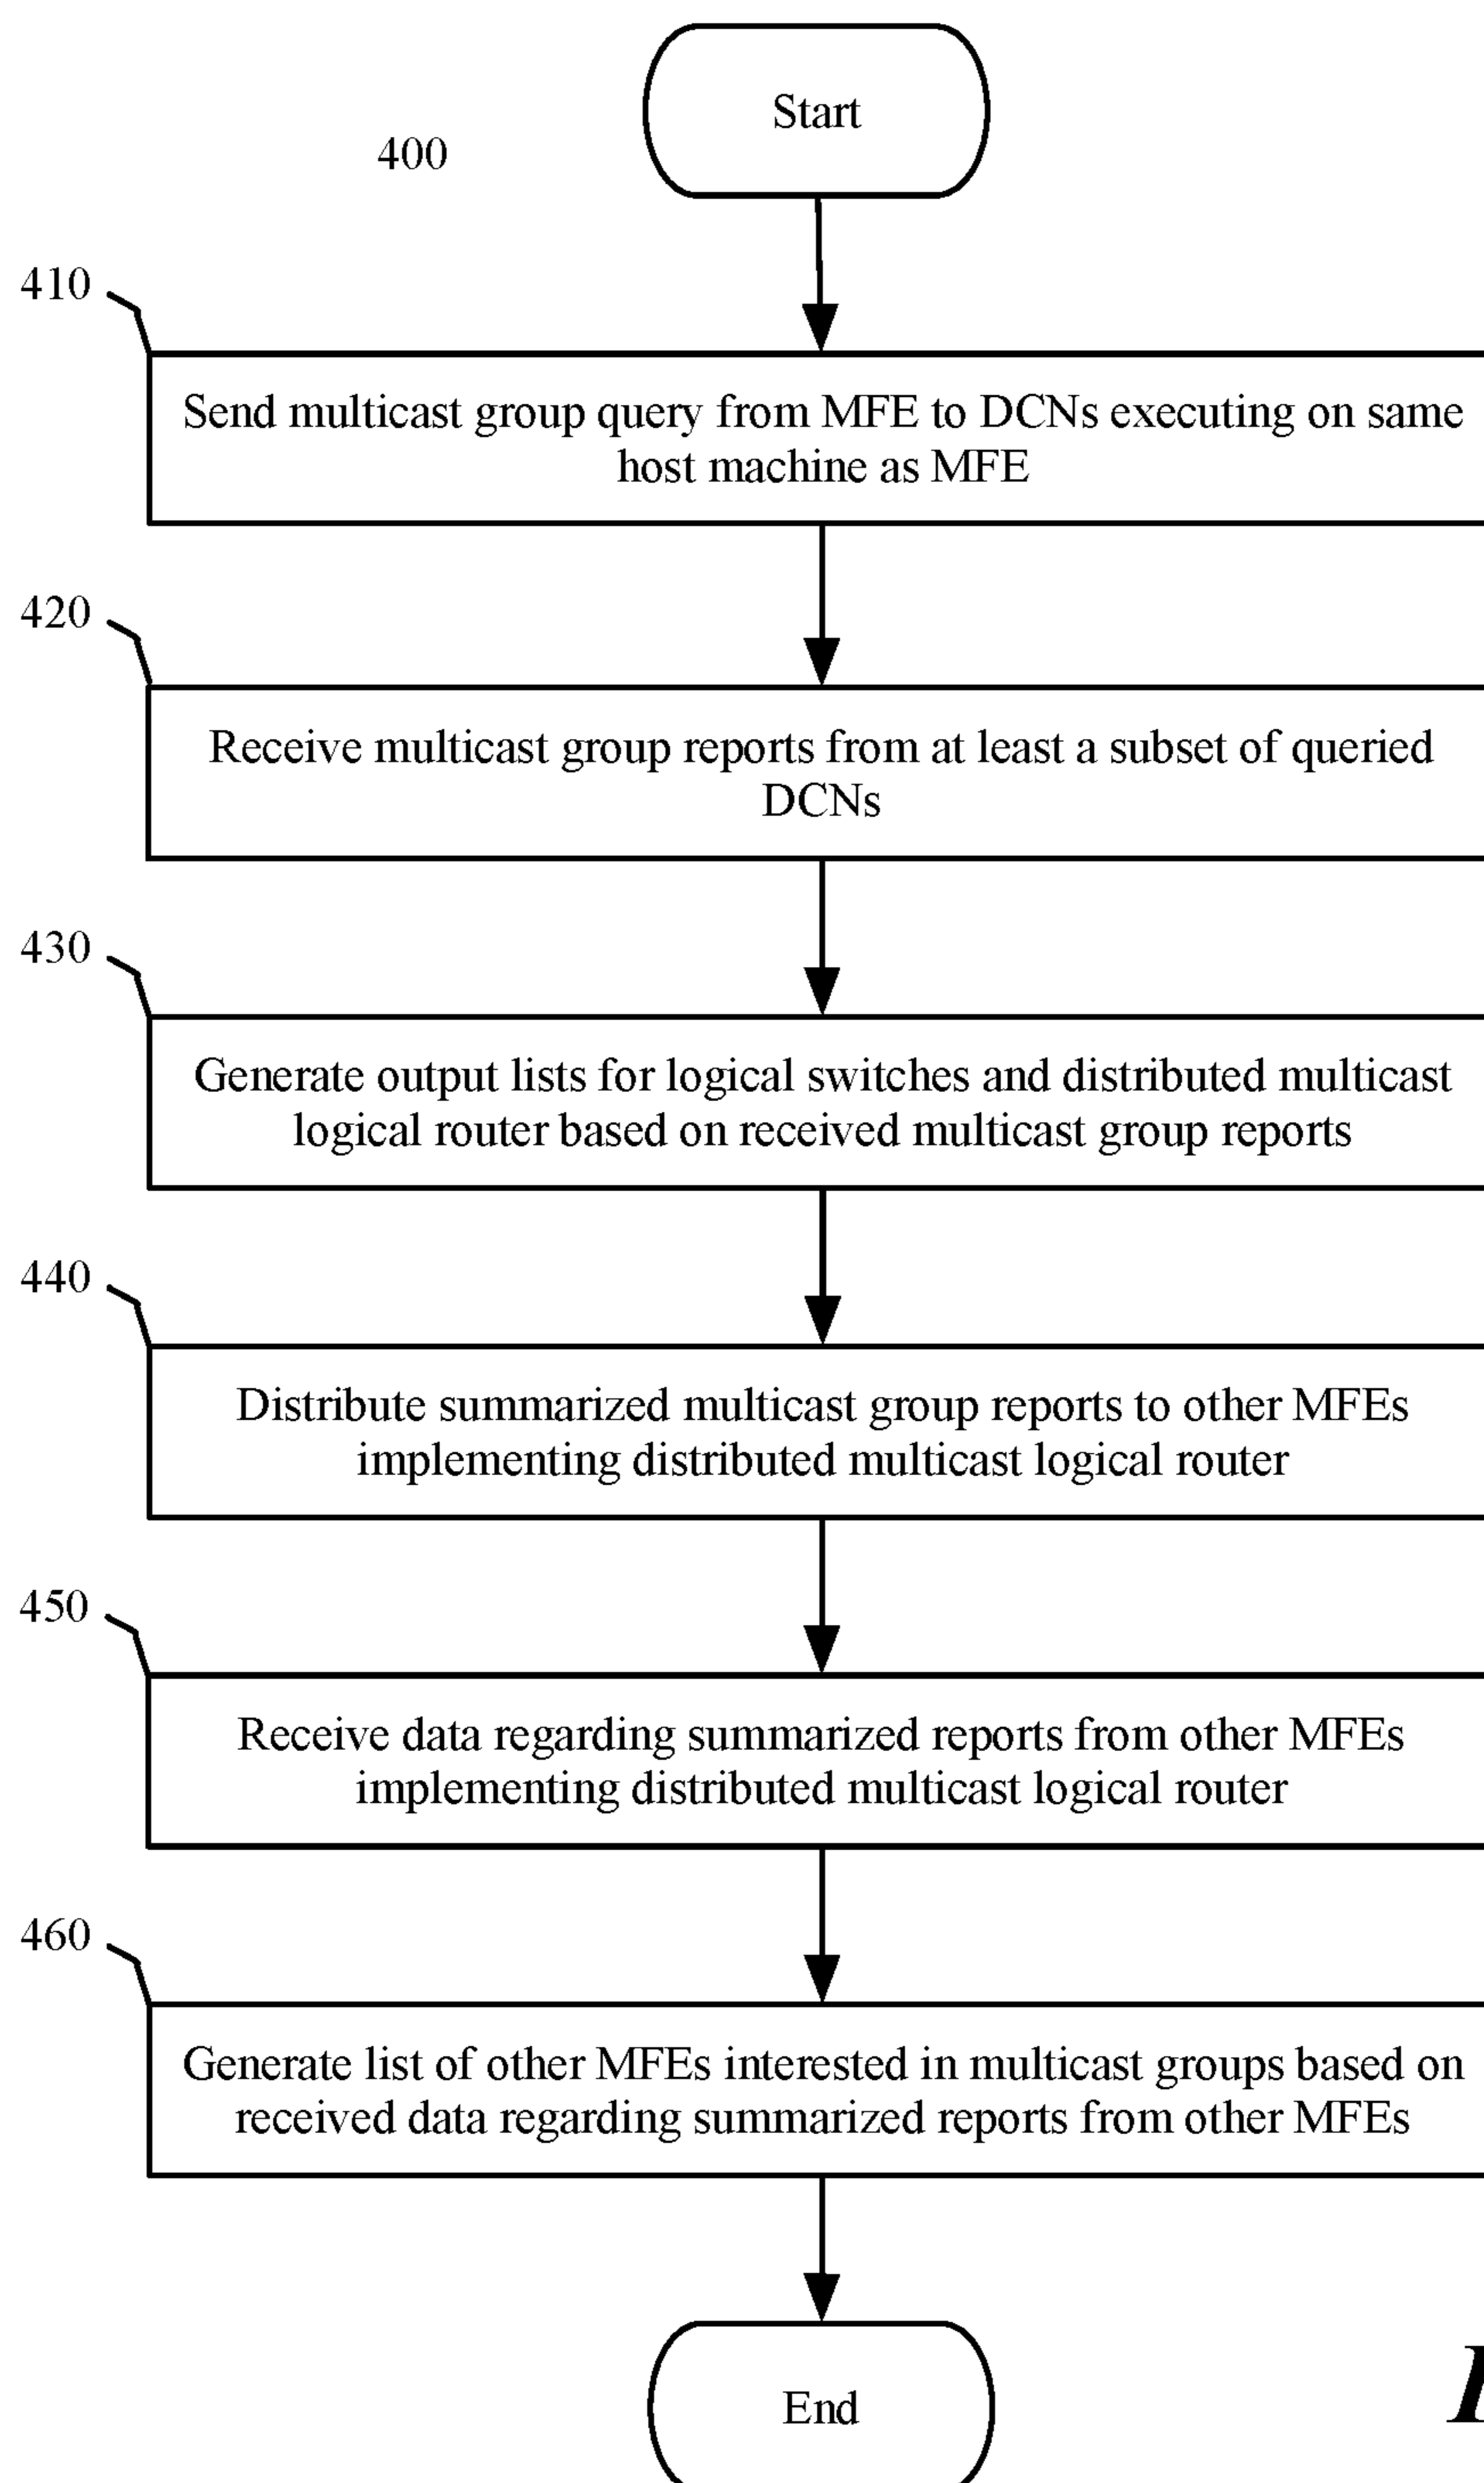 Start
400
410
Send multicast group query from MFE to DCNs executing on same
host machine as MFE
420
Receive multicast group reports from at least a subset of queried
DCNs
430
Generate output lists for logical switches and distributed multicast
logical router based on received multicast group reports
440
Distribute summarized multicast group reports to other MFEs
implementing distributed multicast logical router
450
Receive data regarding summarized reports from other MFEs
implementing distributed multicast logical router
460
Generate list of other MFEs interested in multicast groups based on
received data regarding summarized reports from other MFEs
End